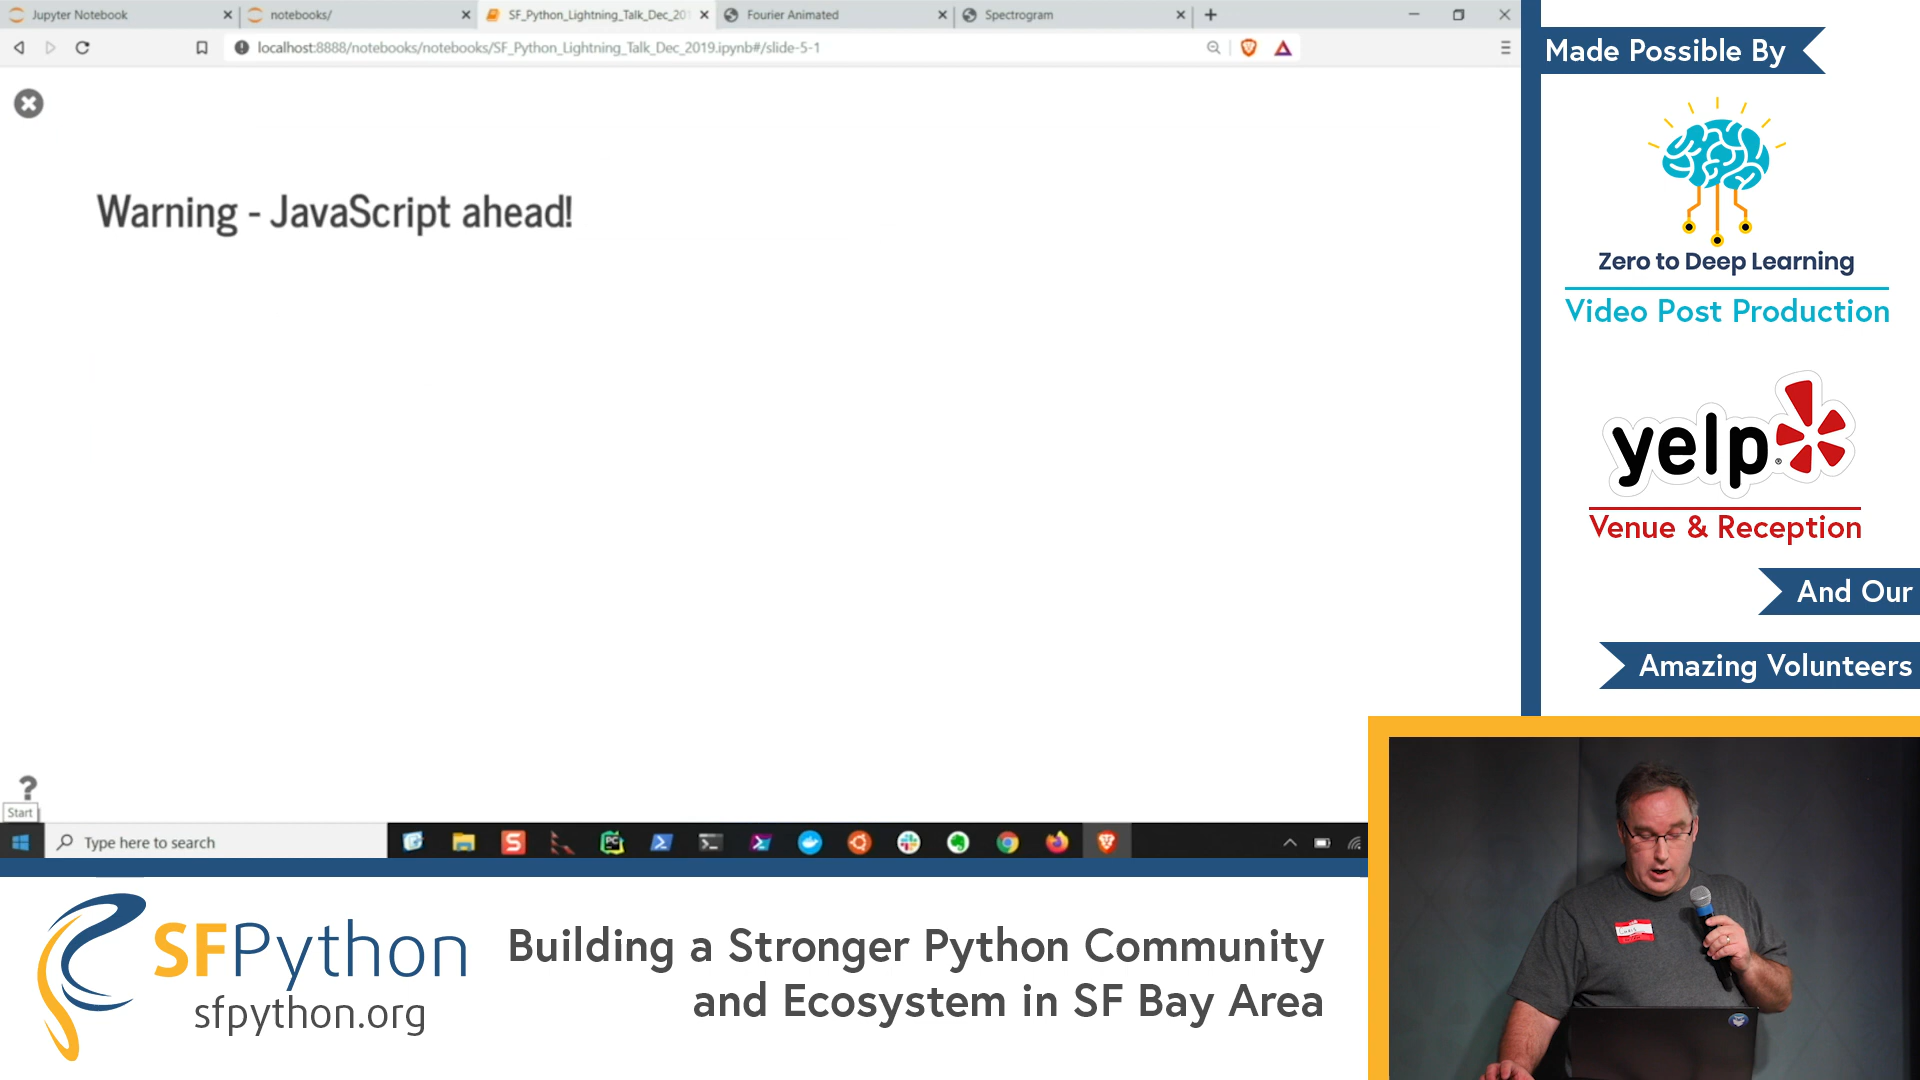 Jupyter Notebook
notebooks/
SF_Python_Lightning_Talk_Dec_201
Fourier Animated
Spectrogram
localhost:8888/notebooks/notebooks/SF_Python_Lightning_Talk_Dec_2019.ipynb#/slide-5-1
Warning - JavaScript ahead!
?
Start
Type here to search
Made Possible By
Zero to Deep Learning
Video Post Production
yelp
Venue & Reception
And Our
Amazing Volunteers
SFPython
sfpython.org
Building a Stronger Python Community
and Ecosystem in SF Bay Area